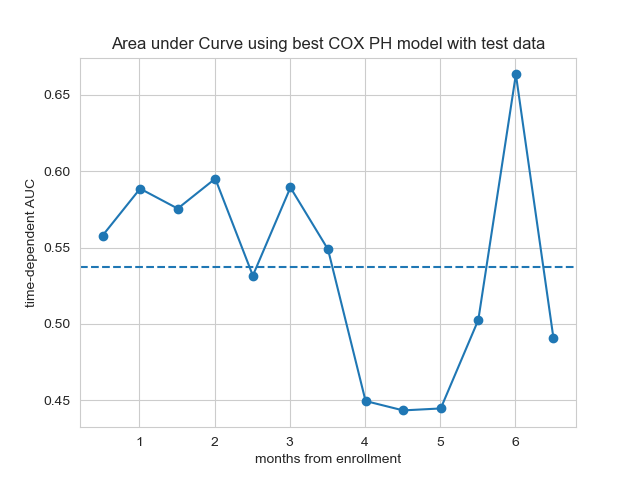 Area under Curve using best COX PH model with test data
time-dependent AUC
0.65
0.60
0.55
0.50
0.45
1 2 3 4 5 6
months from enrollment